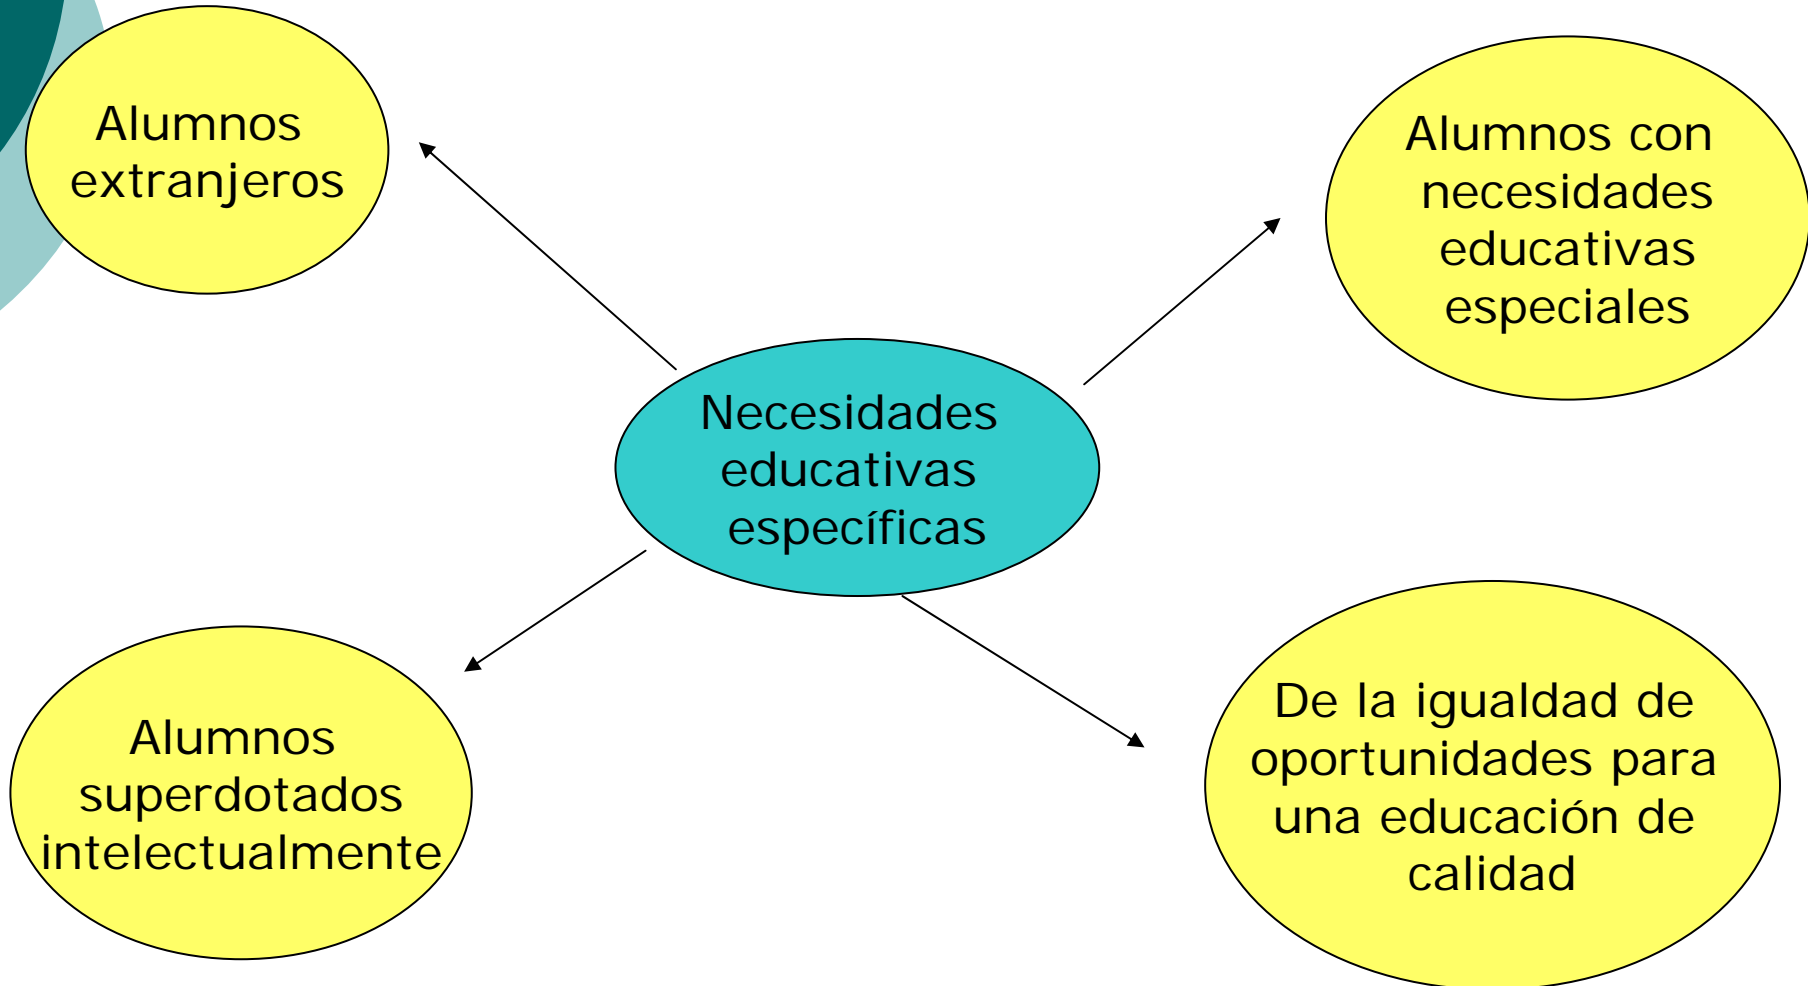 Alumnos
extranjeros
Alumnos con
necesidades
educativas
especiales
Necesidades
educativas
específicas
Alumnos
superdotados
intelectualmente
De la igualdad de
oportunidades para
una educación de
calidad